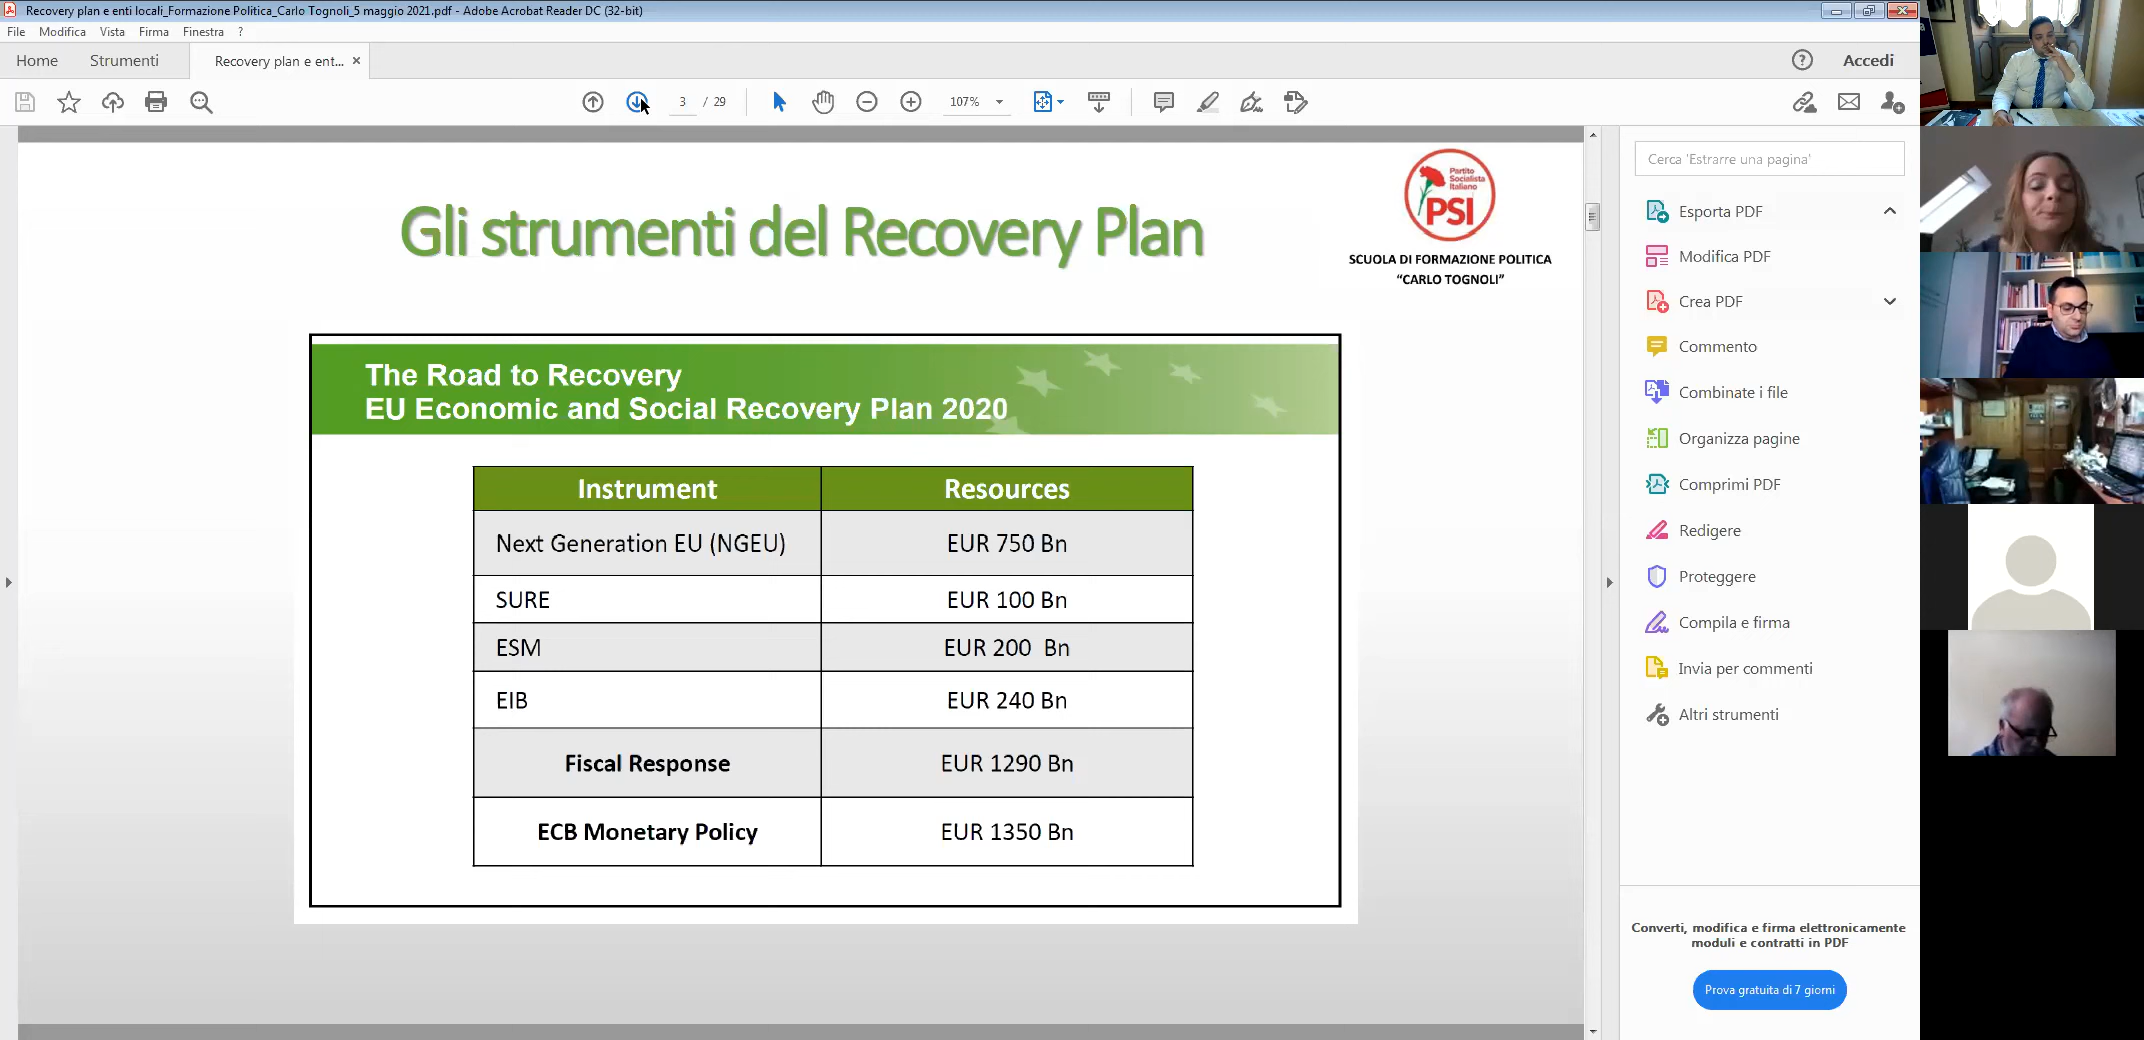 Recovery plan e enti locali_Formazione Politica_Carlo Tognoli_5 maggio 2021.pdf - Adobe Acrobat Reader DC (32-bit)
File Modifica Vista Firma Finestra ?
Home Strumenti Recovery plan e ent... × Accedi
3 / 29 107%
Gli strumenti del Recovery Plan
Partito
Socialista
Italiano
PSI
SCUOLA DI FORMAZIONE POLITICA
"CARLO TOGNOLI"
The Road to Recovery
EU Economic and Social Recovery Plan 2020
Instrument Resources
Next Generation EU (NGEU) EUR 750 Bn
SURE EUR 100 Bn
ESM EUR 200 Bn
EIB EUR 240 Bn
Fiscal Response EUR 1290 Bn
ECB Monetary Policy EUR 1350 Bn
Cerca 'Estrarre una pagina'
Esporta PDF
Modifica PDF
Crea PDF
Commento
Combinate i file
Organizza pagine
Comprimi PDF
Redigere
Proteggere
Compila e firma
Invia per commenti
Altri strumenti
Converti, modifica e firma elettronicamente
moduli e contratti in PDF
Prova gratuita di 7 giorni